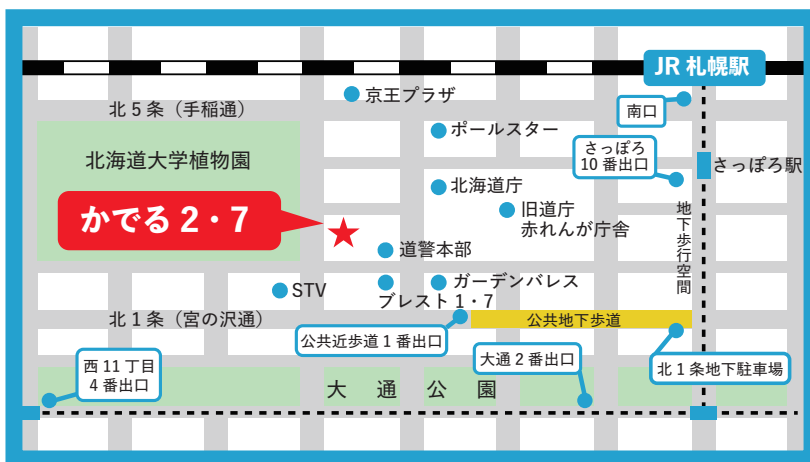 JR 札幌駅
京王プラザ
北 5 条（手稲通）
南口
ポールスター
さっぽろ
10 番出口
さっぽろ駅
北海道大学植物園
北海道庁
かでる 2・7
旧道庁
赤れんが庁舎
地下歩行空間
道警本部
STV
ガーデンパレス
ブレスト 1・7
北 1 条（宮の沢通）
公共地下歩道
公共近歩道 1 番出口
大通 2 番出口
北 1 条地下駐車場
西 11 丁目
4 番出口
大通公園